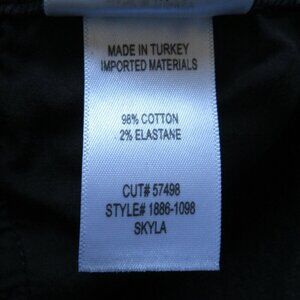 MADE IN TURKEY
IMPORTED MATERIALS
98% COTTON
2% ELASTANE
CUT# 57498
STYLE# 1886-1098
SKYLA